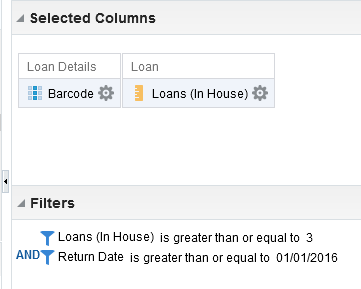 Selected Columns
Loan Details Loan
Barcode Loans (In House)
Filters
Loans (In House) is greater than or equal to 3
AND Return Date is greater than or equal to 01/01/2016